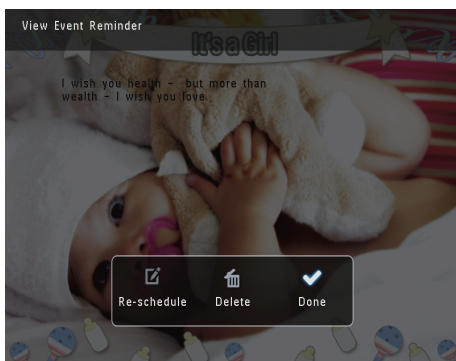 View Event Reminder
It's a Girl
I wish you health - but more than
wealth - I wish you love.
Re-schedule Delete Done